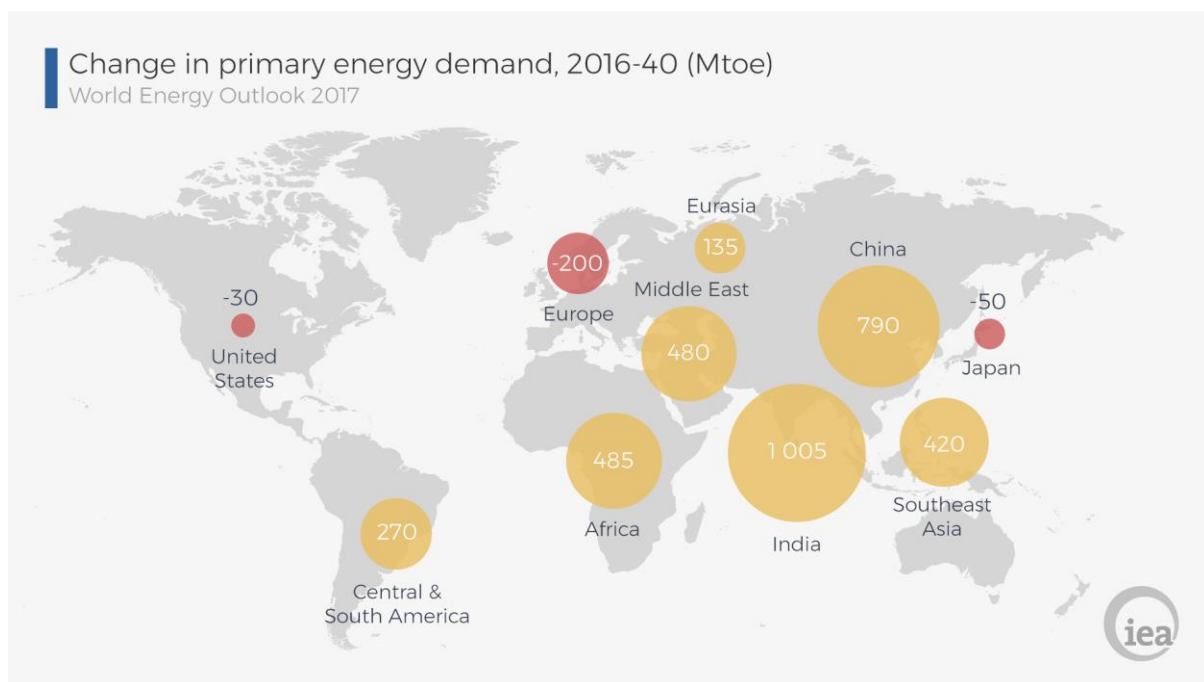 Change in primary energy demand, 2016-40 (Mtoe)
World Energy Outlook 2017
Eurasia
135
China
790
-200
Europe
Middle East
480
-30
United
States
-50
Japan
485
Africa
1 005
India
420
Southeast
Asia
270
Central &
South America
iea